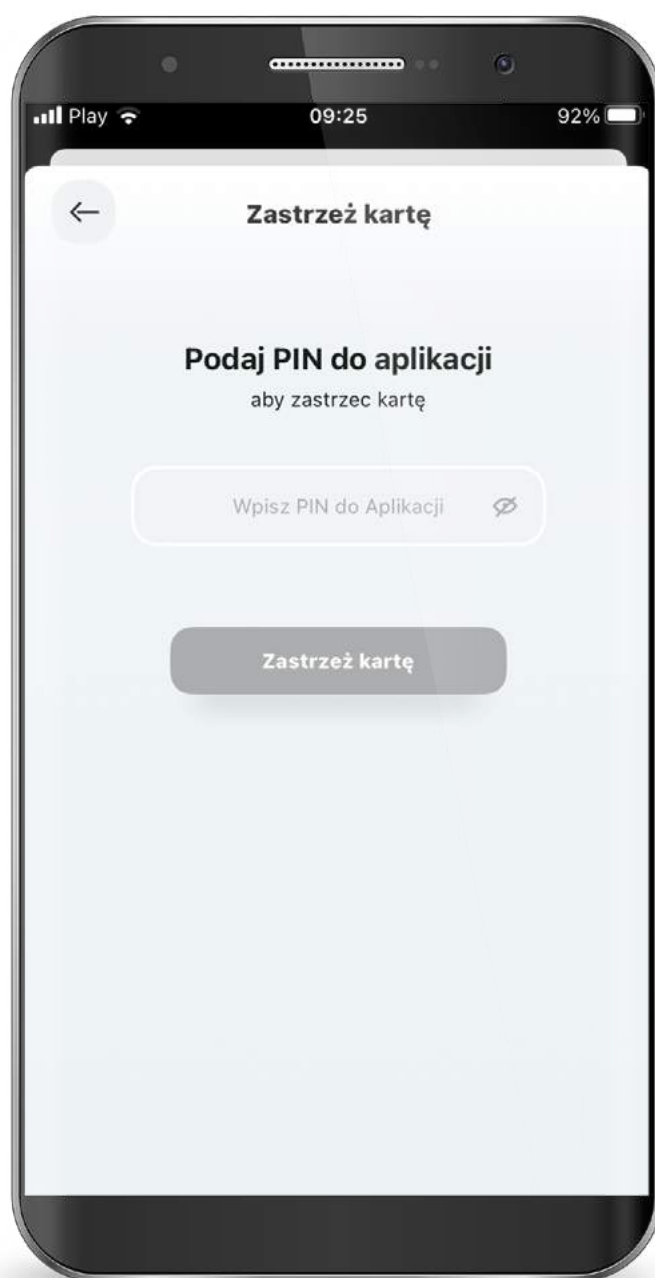 Play 09:25 92%
Zastrzeż kartę
Podaj PIN do aplikacji
aby zastrzec kartę
Wpisz PIN do Aplikacji
Zastrzeż kartę